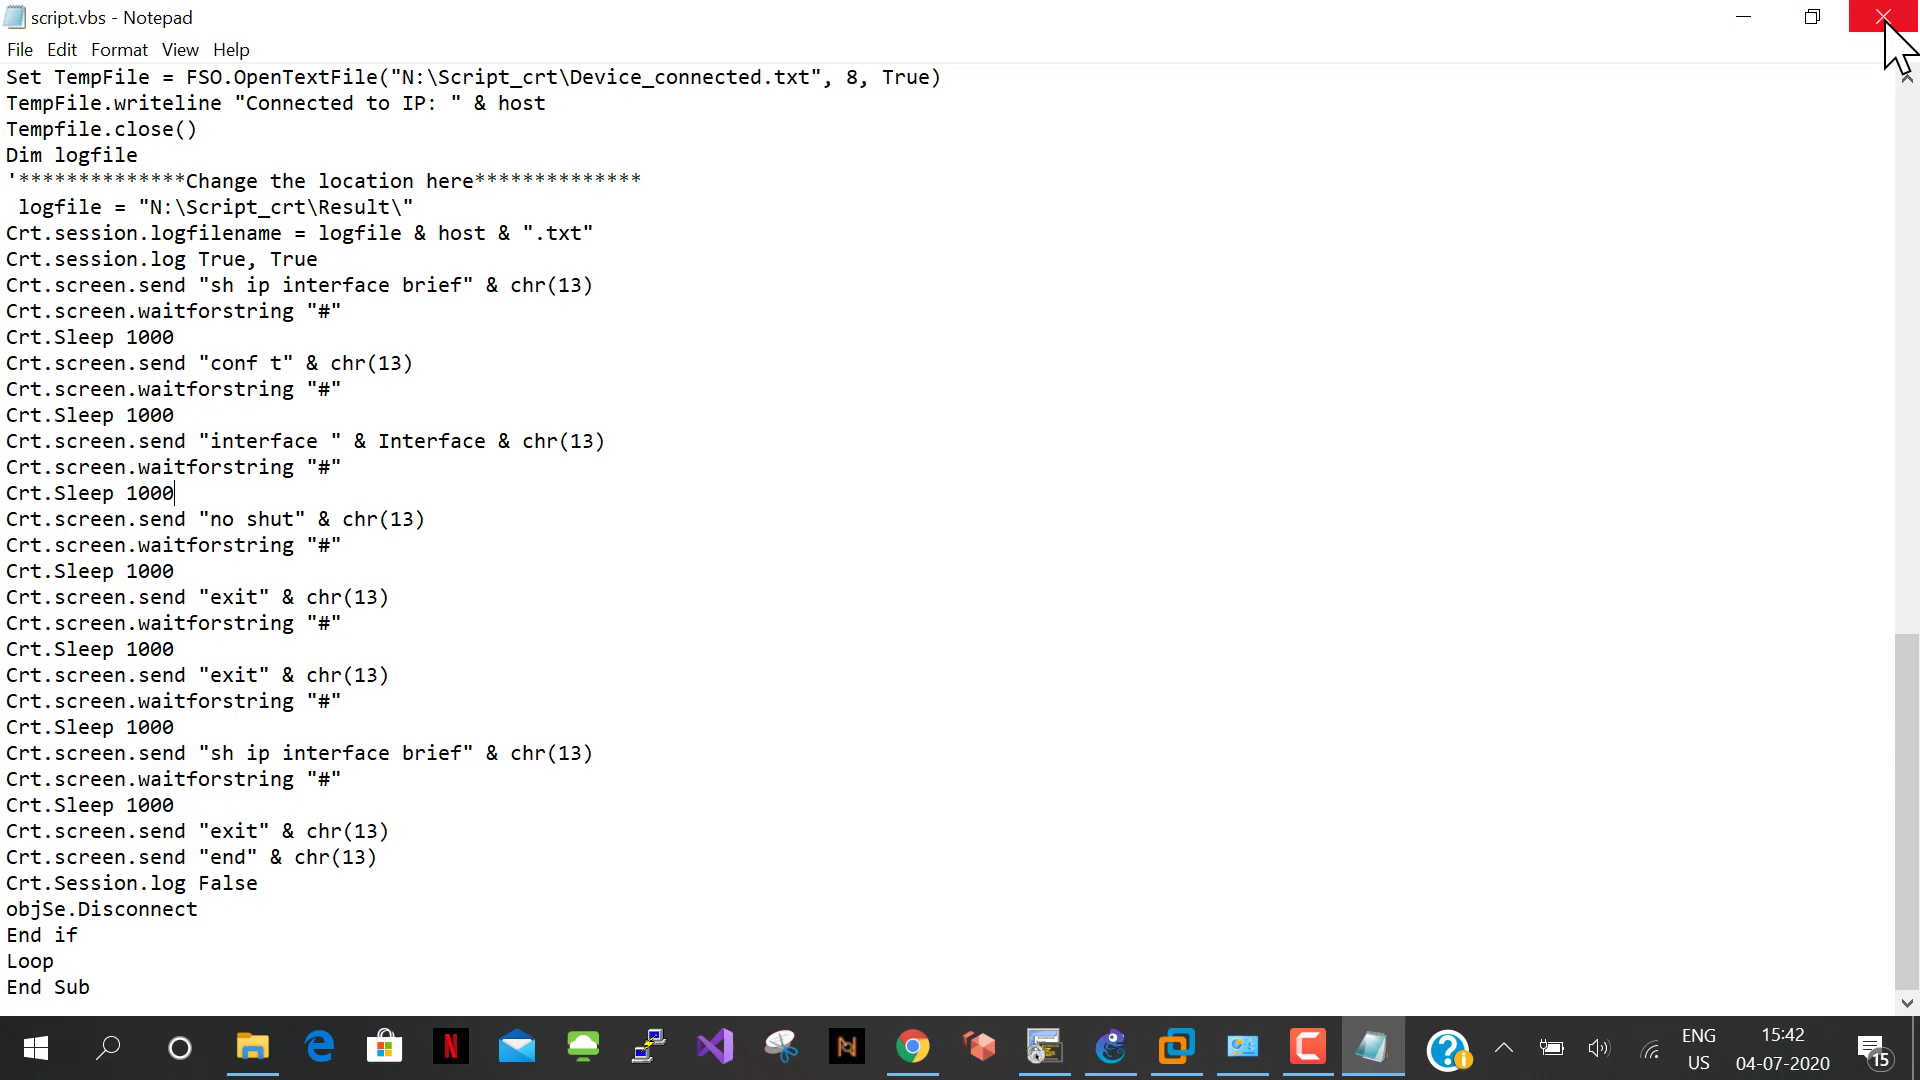 script.vbs - Notepad
File Edit Format View Help
Set TempFile = FSO.OpenTextFile("N:\Script_crt\Device_connected.txt", 8, True)
TempFile.writeline "Connected to IP: " & host
Tempfile.close()
Dim logfile
'**************Change the location here**************
logfile = "N:\Script_crt\Result\"
Crt.session.logfilename = logfile & host & ".txt"
Crt.session.log True, True
Crt.screen.send "sh ip interface brief" & chr(13)
Crt.screen.waitforstring "#"
Crt.Sleep 1000
Crt.screen.send "conf t" & chr(13)
Crt.screen.waitforstring "#"
Crt.Sleep 1000
Crt.screen.send "interface " & Interface & chr(13)
Crt.screen.waitforstring "#"
Crt.Sleep 1000
Crt.screen.send "no shut" & chr(13)
Crt.screen.waitforstring "#"
Crt.Sleep 1000
Crt.screen.send "exit" & chr(13)
Crt.screen.waitforstring "#"
Crt.Sleep 1000
Crt.screen.send "exit" & chr(13)
Crt.screen.waitforstring "#"
Crt.Sleep 1000
Crt.screen.send "sh ip interface brief" & chr(13)
Crt.screen.waitforstring "#"
Crt.Sleep 1000
Crt.screen.send "exit" & chr(13)
Crt.screen.send "end" & chr(13)
Crt.Session.log False
objSe.Disconnect
End if
Loop
End Sub
ENG 15:42
US 04-07-2020 15